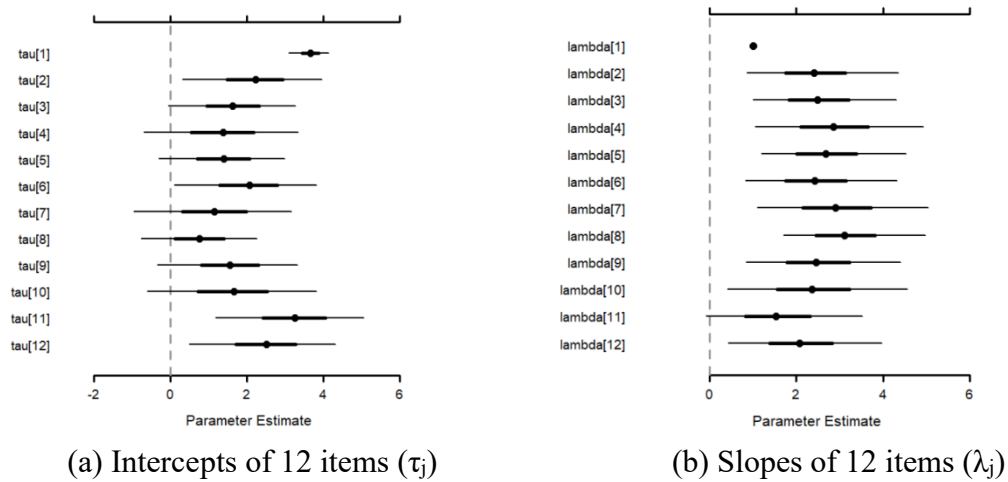 tau[1]
tau[2]
tau[3]
tau[4]
tau[5]
tau[6]
tau[7]
tau[8]
tau[9]
tau[10]
tau[11]
tau[12]
-2 0 2 4 6
Parameter Estimate
(a) Intercepts of 12 items (τj)
lambda[1]
lambda[2]
lambda[3]
lambda[4]
lambda[5]
lambda[6]
lambda[7]
lambda[8]
lambda[9]
lambda[10]
lambda[11]
lambda[12]
0 2 4 6
Parameter Estimate
(b) Slopes of 12 items (λj)